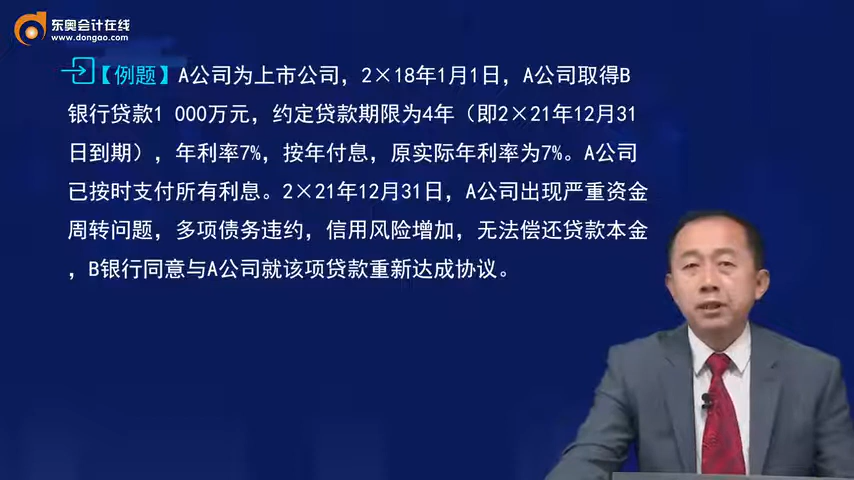 东奥会计在线
www.dongao.com
【例题】A公司为上市公司，2×18年1月1日，A公司取得B
银行贷款1 000万元，约定贷款期限为4年（即2×21年12月31
日到期），年利率7%，按年付息，原实际年利率为7%。A公司
已按时支付所有利息。2×21年12月31日，A公司出现严重资金
周转问题，多项债务违约，信用风险增加，无法偿还贷款本金
，B银行同意与A公司就该项贷款重新达成协议。